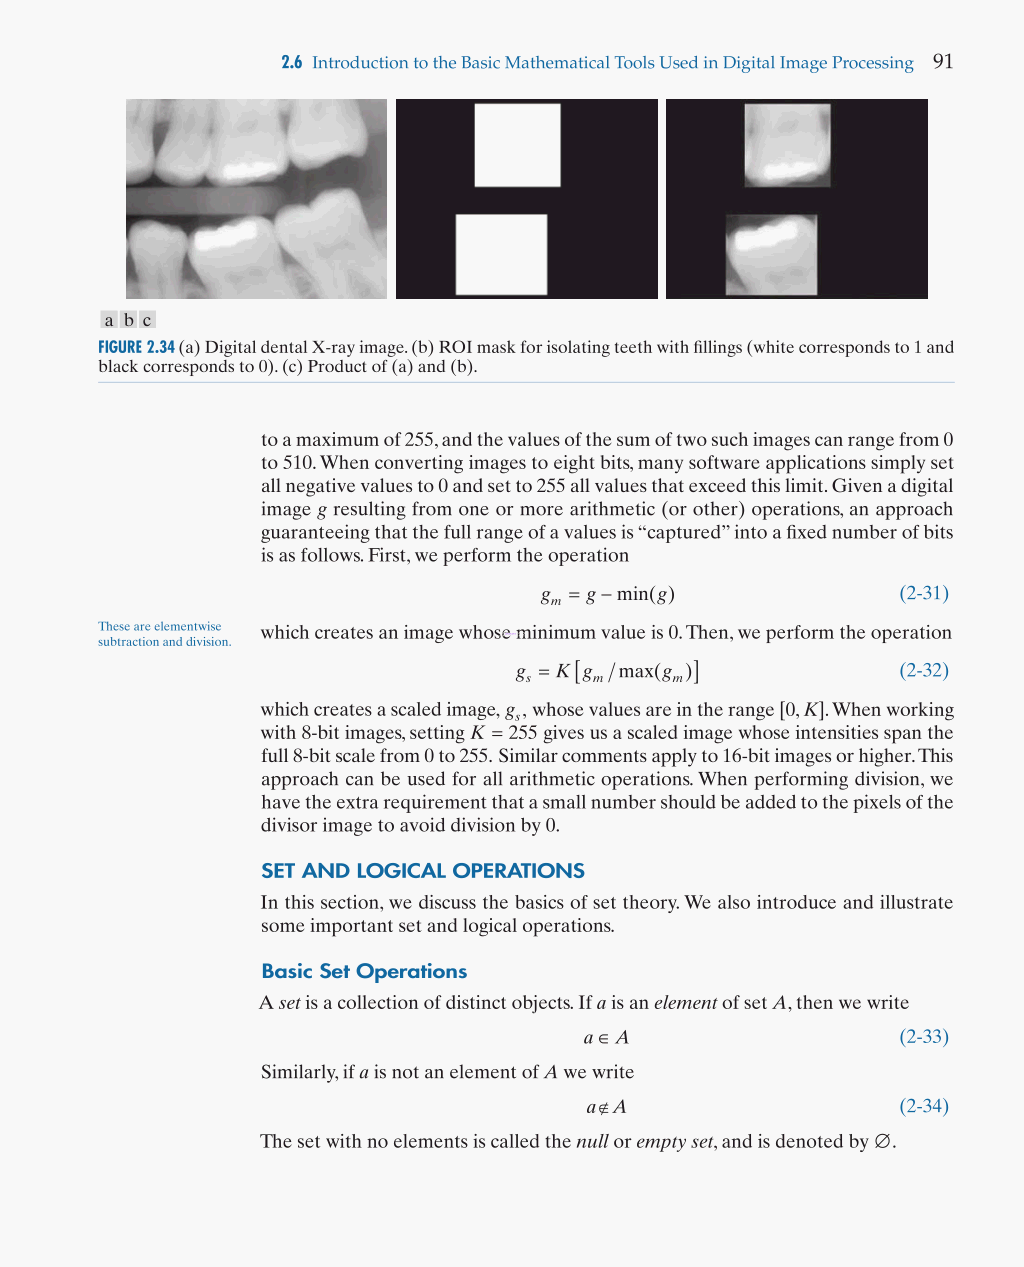 2.6 Introduction to the Basic Mathematical Tools Used in Digital Image Processing 91
a b c
FIGURE 2.34 (a) Digital dental X-ray image. (b) ROI mask for isolating teeth with fillings (white corresponds to 1 and
black corresponds to 0). (c) Product of (a) and (b).
to a maximum of 255, and the values of the sum of two such images can range from 0
to 510. When converting images to eight bits, many software applications simply set
all negative values to 0 and set to 255 all values that exceed this limit. Given a digital
image g resulting from one or more arithmetic (or other) operations, an approach
guaranteeing that the full range of a values is “captured” into a fixed number of bits
is as follows. First, we perform the operation
g_m = g − min(g) (2-31)
These are elementwise
subtraction and division.
which creates an image whose minimum value is 0. Then, we perform the operation
g_s = K [g_m / max(g_m)] (2-32)
which creates a scaled image, g_s, whose values are in the range [0, K]. When working
with 8-bit images, setting K = 255 gives us a scaled image whose intensities span the
full 8-bit scale from 0 to 255. Similar comments apply to 16-bit images or higher. This
approach can be used for all arithmetic operations. When performing division, we
have the extra requirement that a small number should be added to the pixels of the
divisor image to avoid division by 0.
SET AND LOGICAL OPERATIONS
In this section, we discuss the basics of set theory. We also introduce and illustrate
some important set and logical operations.
Basic Set Operations
A set is a collection of distinct objects. If a is an element of set A, then we write
a ∈ A (2-33)
Similarly, if a is not an element of A we write
a ∉ A (2-34)
The set with no elements is called the null or empty set, and is denoted by ∅.